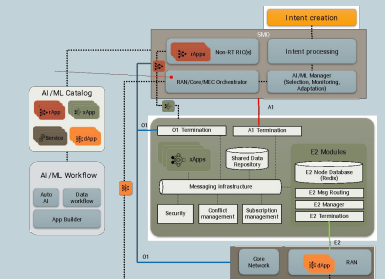 Intent creation
SMO
rApps
Non-RT RIC(s)
Intent processing
RAN/Core/MEC Orchestrator
AI/ML Manager
(Selection, Monitoring,
Adaptation)
AI/ML Catalog
rApp
xApp
Service
dApp
AI/ML Workflow
Auto
AI
Data
workflow
App Builder
O1
A1
O1 Termination
A1 Termination
xApps
Shared Data
Repository
E2 Modules
E2 Node Database
(Redis)
Messaging infrastructure
E2 Msg Routing
E2 Manager
E2 Termination
Security
Conflict
management
Subscription
management
E2
O1
Core
Network
dApp
RAN